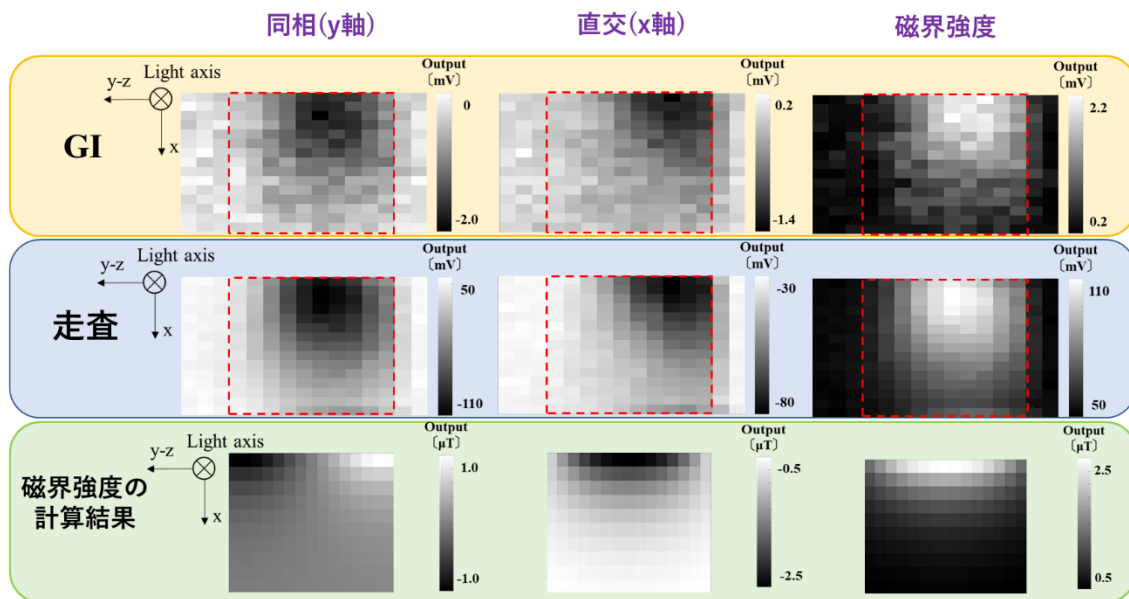 同相(y軸)
直交(x軸)
磁界強度
Light axis
y-z
x
GI
Output
〔mV〕
0
-2.0
Output
〔mV〕
0.2
-1.4
Output
〔mV〕
2.2
0.2
Light axis
y-z
x
走査
Output
〔mV〕
50
-110
Output
〔mV〕
-30
-80
Output
〔mV〕
110
50
Light axis
y-z
x
磁界強度の
計算結果
Output
〔μT〕
1.0
-1.0
Output
〔μT〕
-0.5
-2.5
Output
〔μT〕
2.5
0.5